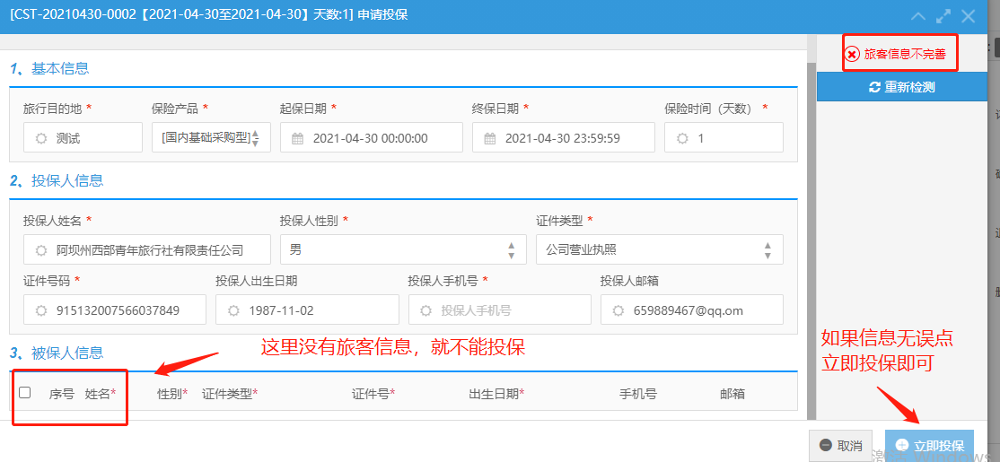 [CST-20210430-0002【2021-04-30至2021-04-30】天数:1] 申请投保
旅客信息不完善
重新检测
1、基本信息
旅行目的地 * 保险产品 * 起保日期 * 终保日期 * 保险时间（天数） *
测试 [国内基础采购型] 2021-04-30 00:00:00 2021-04-30 23:59:59 1
2、投保人信息
投保人姓名 * 投保人性别 * 证件类型 *
阿坝州西部青年旅行社有限责任公司 男 公司营业执照
证件号码 * 投保人出生日期 投保人手机号 * 投保人邮箱
915132007566037849 1987-11-02 投保人手机号 659889467@qq.om
这里没有旅客信息，就不能投保
3、被保人信息
序号 姓名* 性别* 证件类型* 证件号* 出生日期* 手机号 邮箱
如果信息无误点
立即投保即可
取消 立即投保